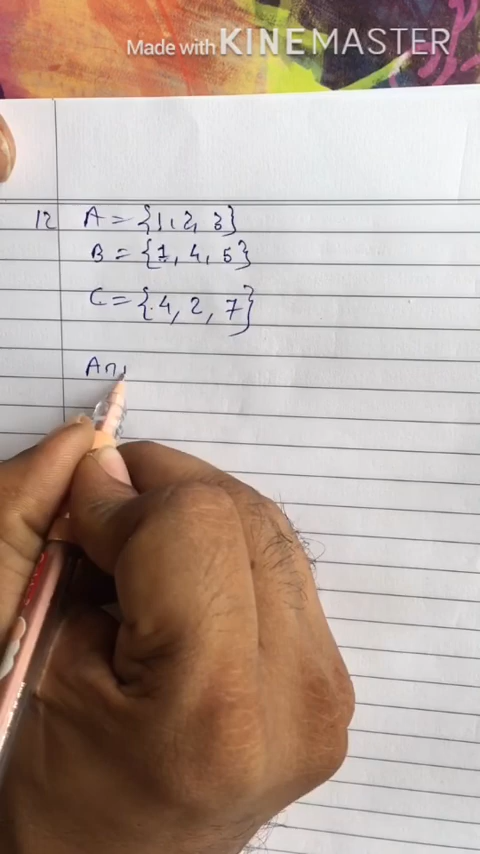 Made with KINEMASTER
12 A = {1, 2, 3}
B = {1, 4, 5}
C = {4, 2, 7}
A∩